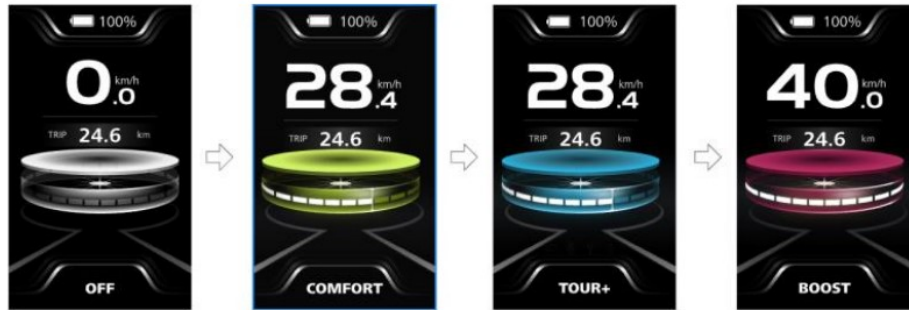 100%
0.0 km/h
TRIP 24.6 km
OFF
100%
28.4 km/h
TRIP 24.6 km
COMFORT
100%
28.4 km/h
TRIP 24.6 km
TOUR+
100%
40.0 km/h
TRIP 24.6 km
BOOST